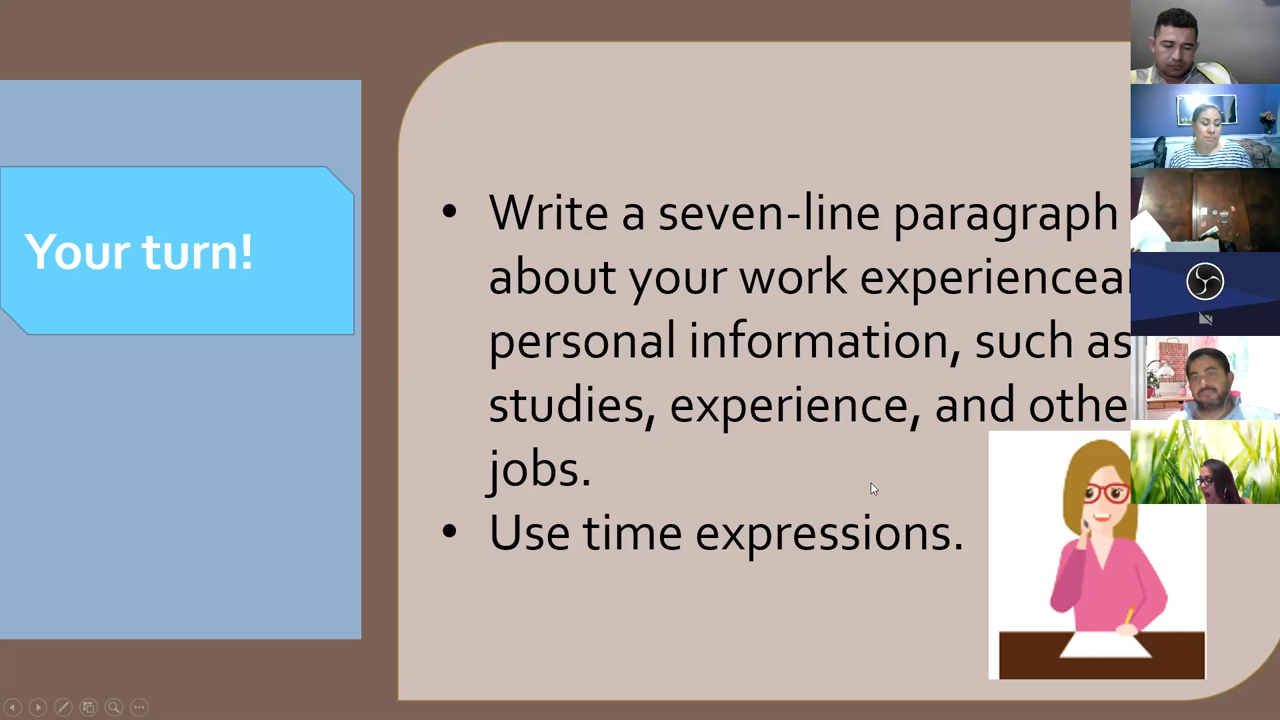 Your turn!
• Write a seven-line paragraph
about your work experiencea
personal information, such as
studies, experience, and othe
jobs.
• Use time expressions.